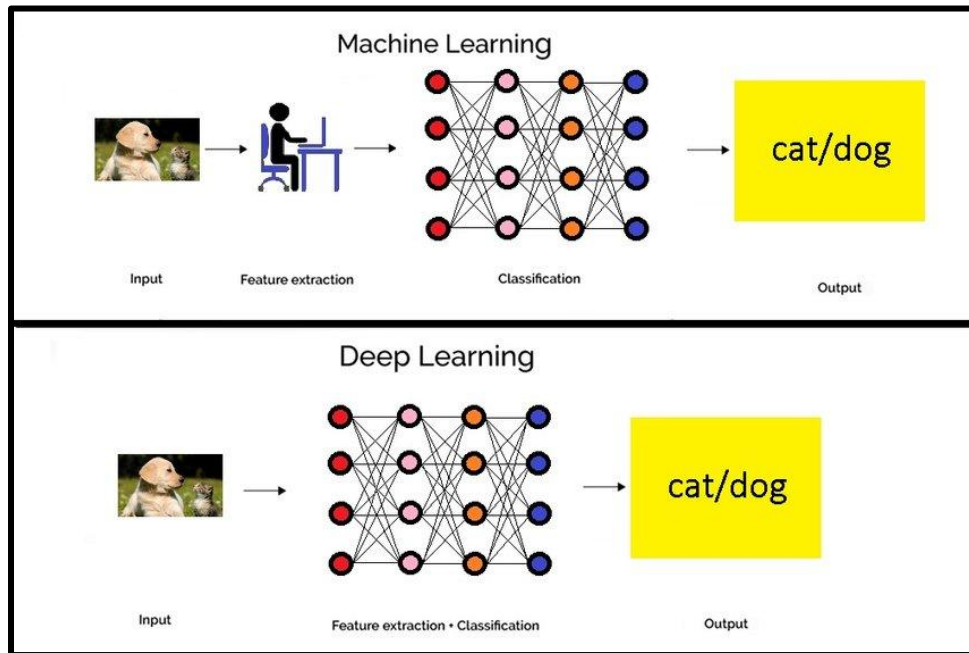 Machine Learning
cat/dog
Input
Feature extraction
Classification
Output
Deep Learning
cat/dog
Input
Feature extraction + Classification
Output